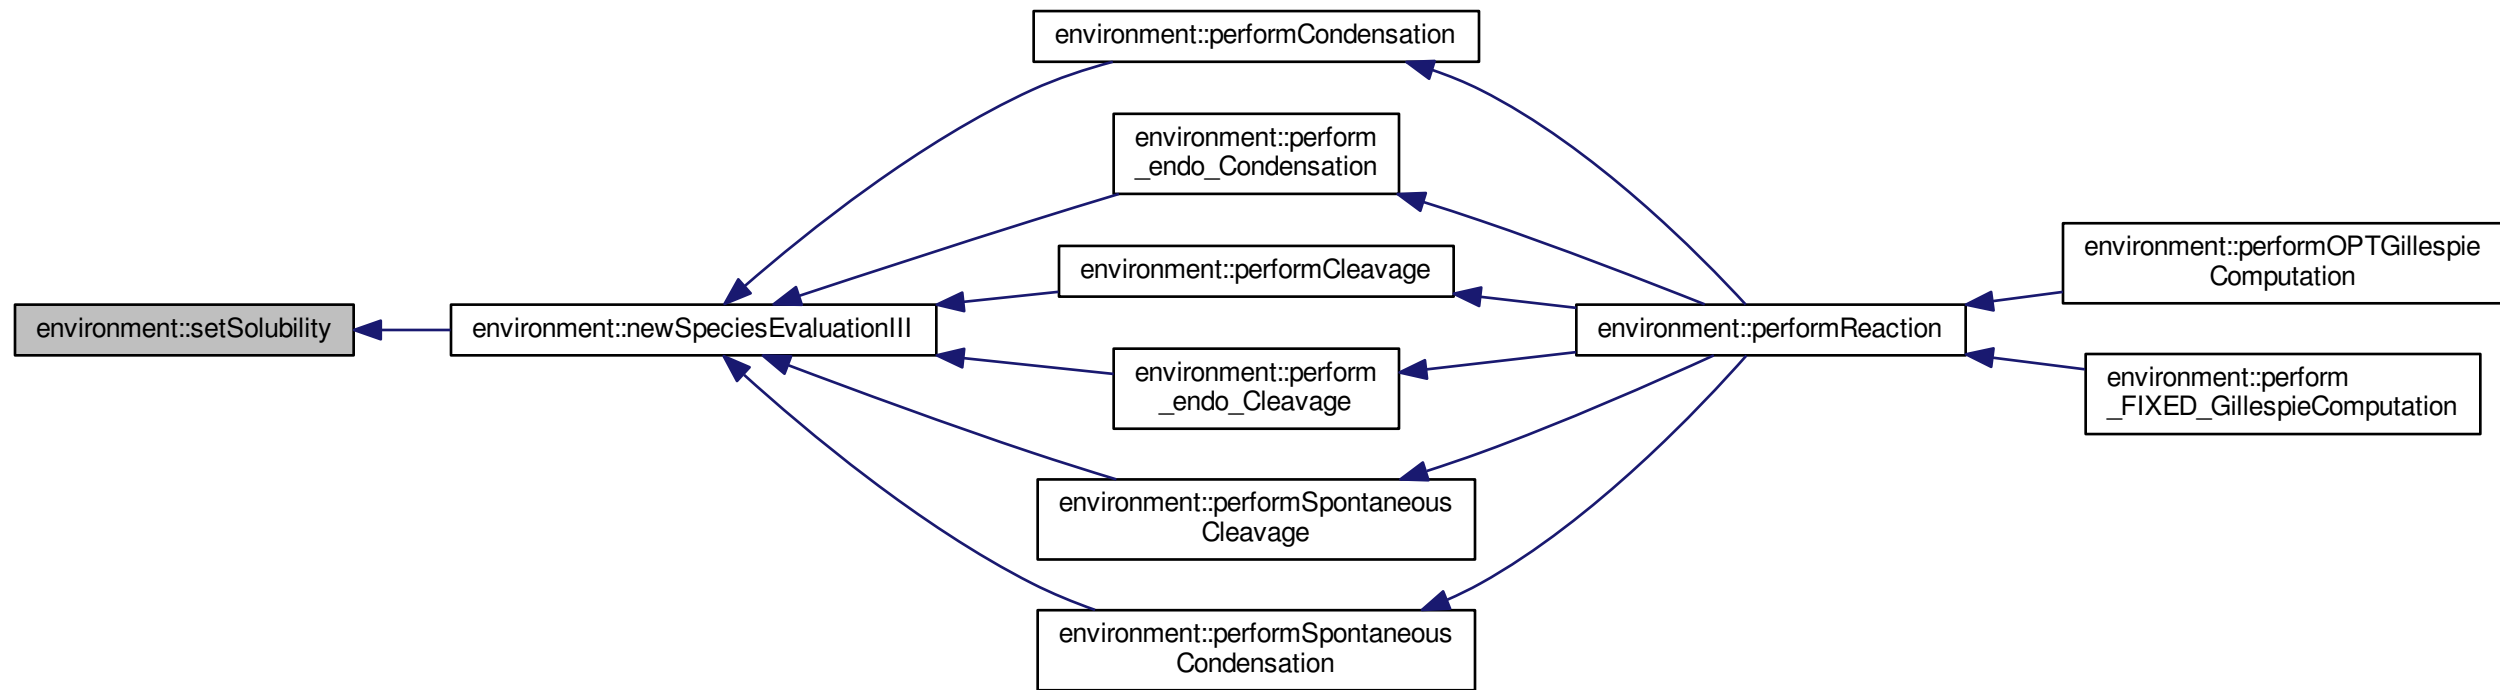 environment::setSolubility
environment::newSpeciesEvaluationIII
environment::performCondensation
environment::perform
_endo_Condensation
environment::performCleavage
environment::perform
_endo_Cleavage
environment::performSpontaneous
Cleavage
environment::performSpontaneous
Condensation
environment::performReaction
environment::performOPTGillespie
Computation
environment::perform
_FIXED_GillespieComputation